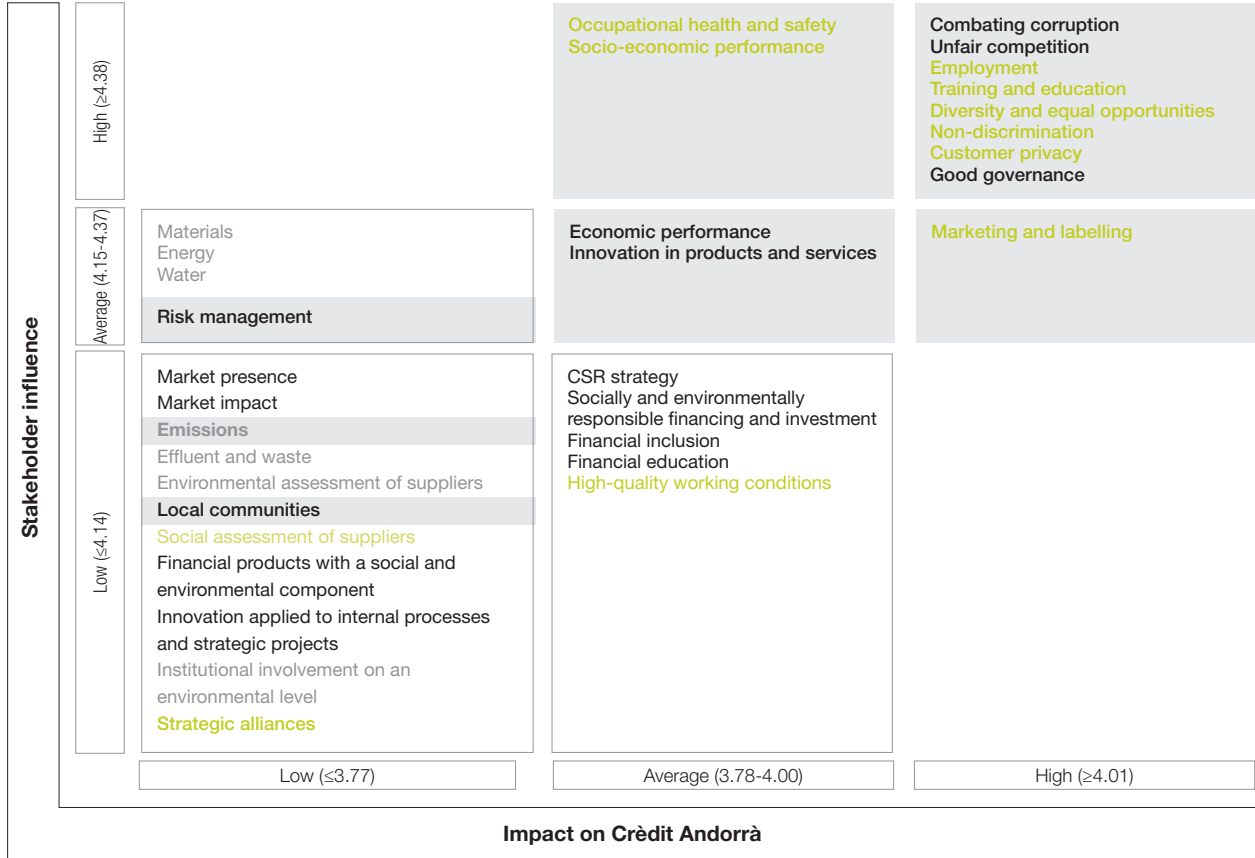 Stakeholder influence
High (≥4.38)
Occupational health and safety
Socio-economic performance
Combating corruption
Unfair competition
Employment
Training and education
Diversity and equal opportunities
Non-discrimination
Customer privacy
Good governance
Average (4.15-4.37)
Materials
Energy
Water
Risk management
Economic performance
Innovation in products and services
Marketing and labelling
Low (≤4.14)
Market presence
Market impact
Emissions
Effluent and waste
Environmental assessment of suppliers
Local communities
Social assessment of suppliers
Financial products with a social and
environmental component
Innovation applied to internal processes
and strategic projects
Institutional involvement on an
environmental level
Strategic alliances
CSR strategy
Socially and environmentally
responsible financing and investment
Financial inclusion
Financial education
High-quality working conditions
Low (≤3.77)
Average (3.78-4.00)
High (≥4.01)
Impact on Crèdit Andorrà